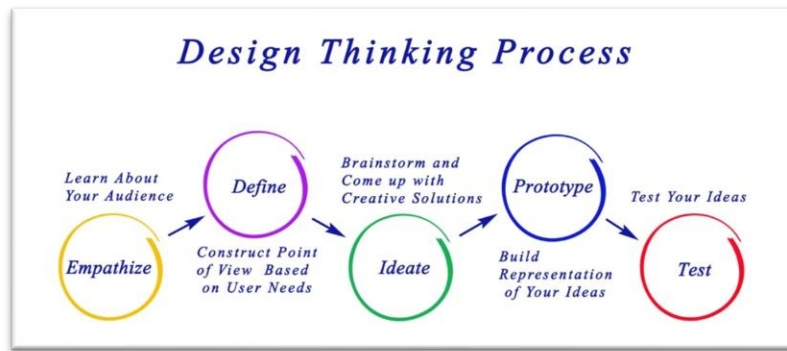 Design Thinking Process
Learn About
Your Audience
Empathize
Define
Construct Point
of View Based
on User Needs
Brainstorm and
Come up with
Creative Solutions
Ideate
Prototype
Build
Representation
of Your Ideas
Test Your Ideas
Test